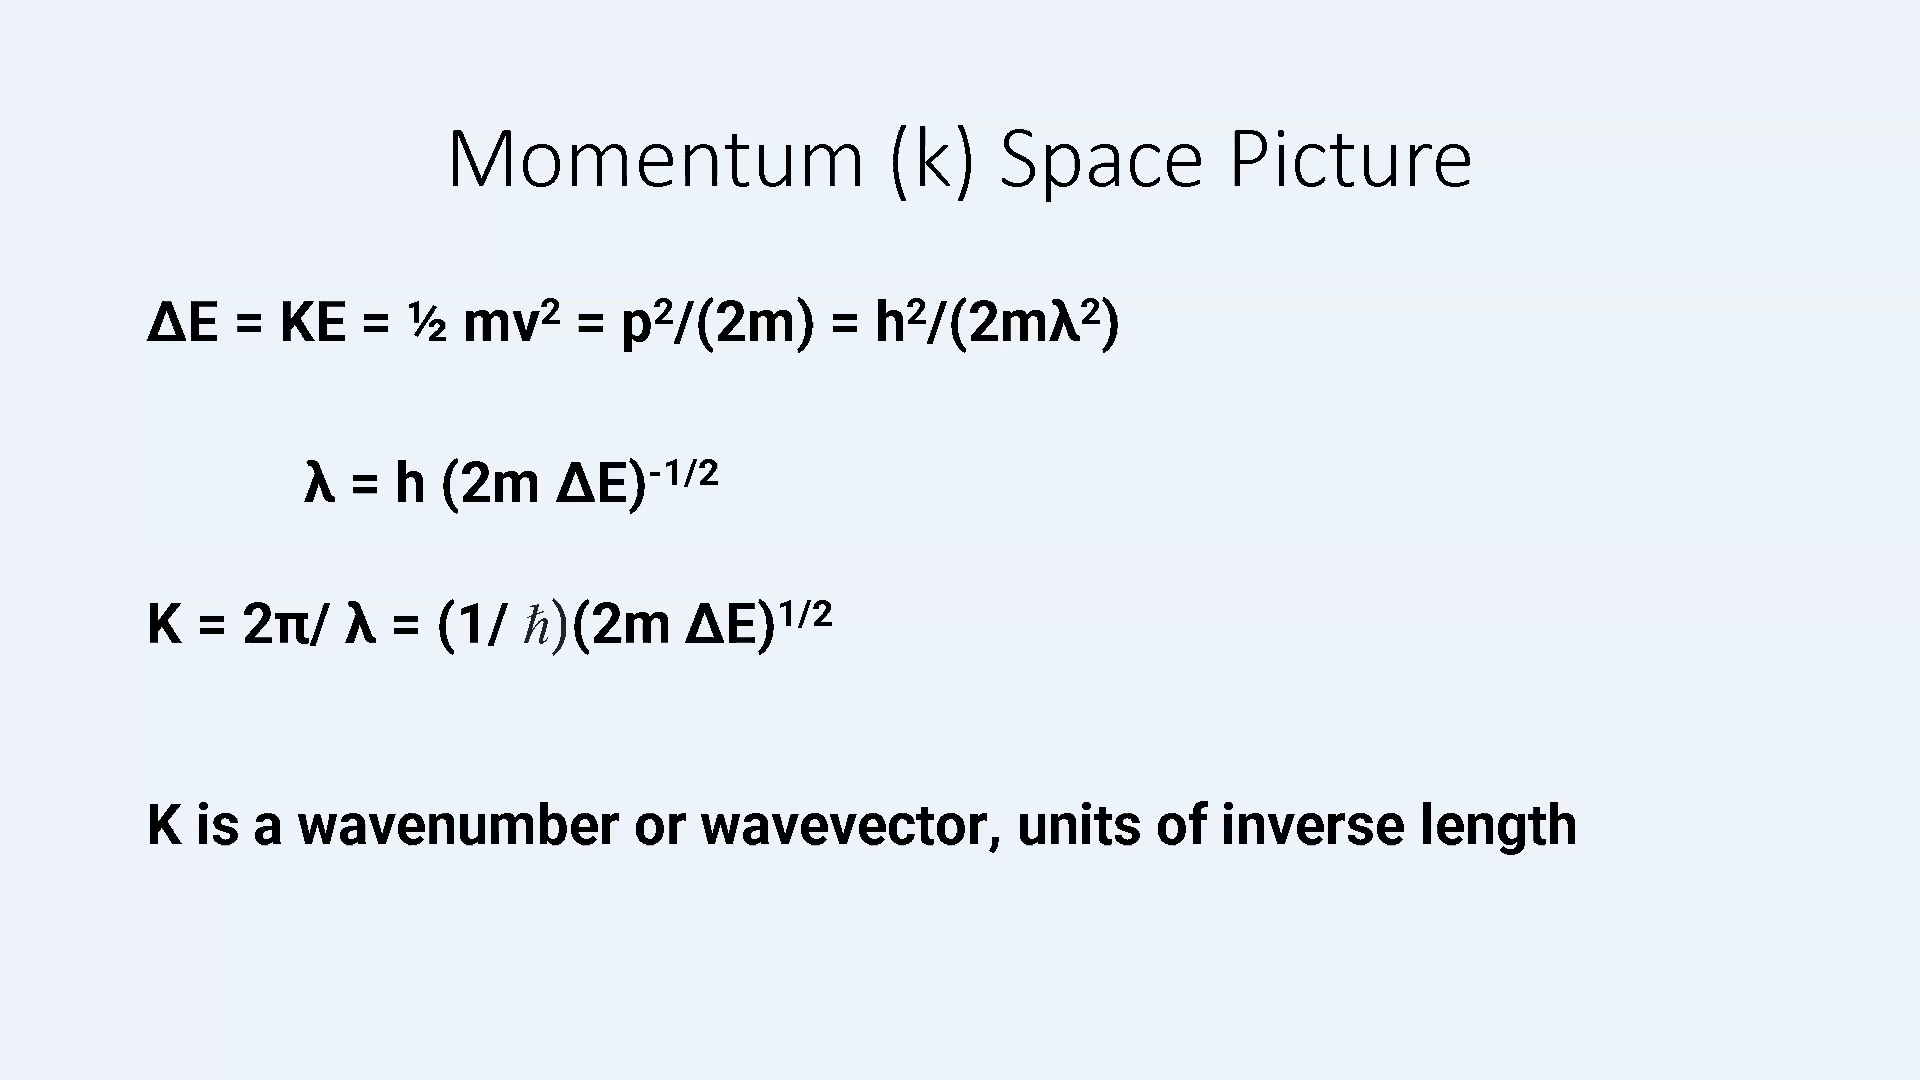 Momentum (k) Space Picture
ΔE = KE = ½ mv² = p²/(2m) = h²/(2mλ²)
λ = h (2m ΔE)⁻¹/²
K = 2π/ λ = (1/ ℏ)(2m ΔE)¹/²
K is a wavenumber or wavevector, units of inverse length